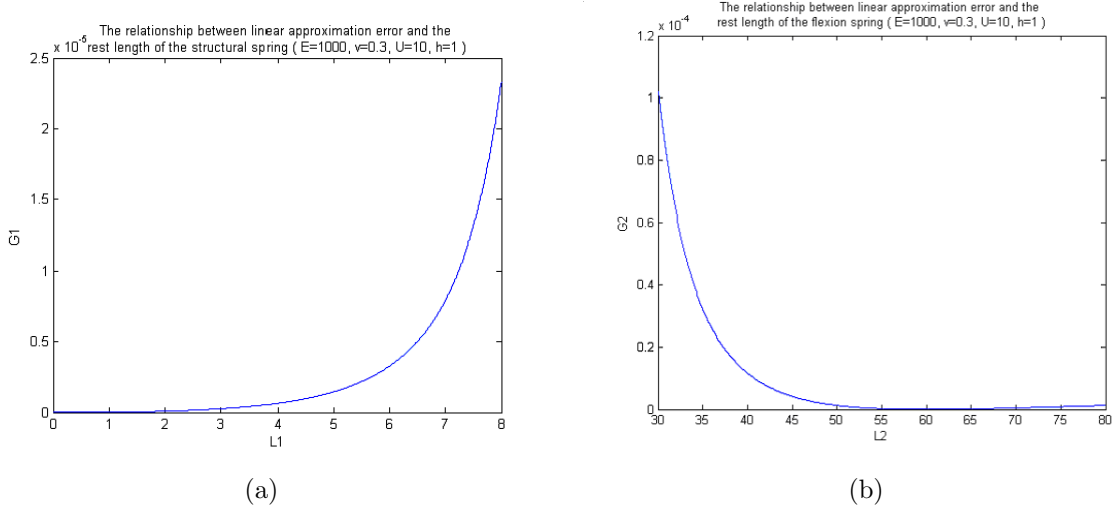 The relationship between linear approximation error and the
rest length of the structural spring ( E=1000, v=0.3, U=10, h=1 )
x 10^-5
2.5
2
1.5
1
0.5
0
G1
0 1 2 3 4 5 6 7 8
L1
(a)
The relationship between linear approximation error and the
rest length of the flexion spring ( E=1000, v=0.3, U=10, h=1 )
x 10^-4
1.2
1
0.8
0.6
0.4
0.2
0
G2
30 35 40 45 50 55 60 65 70 75 80
L2
(b)